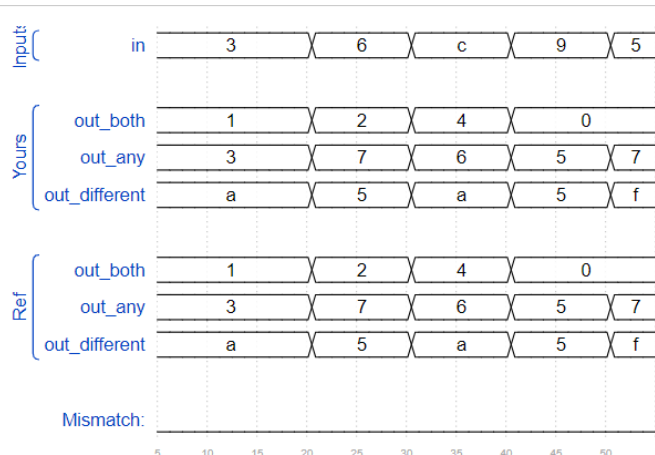 Inputs
in 3 6 c 9 5
Yours
out_both 1 2 4 0
out_any 3 7 6 5 7
out_different a 5 a 5 f
Ref
out_both 1 2 4 0
out_any 3 7 6 5 7
out_different a 5 a 5 f
Mismatch:
5 10 15 20 25 30 35 40 45 50